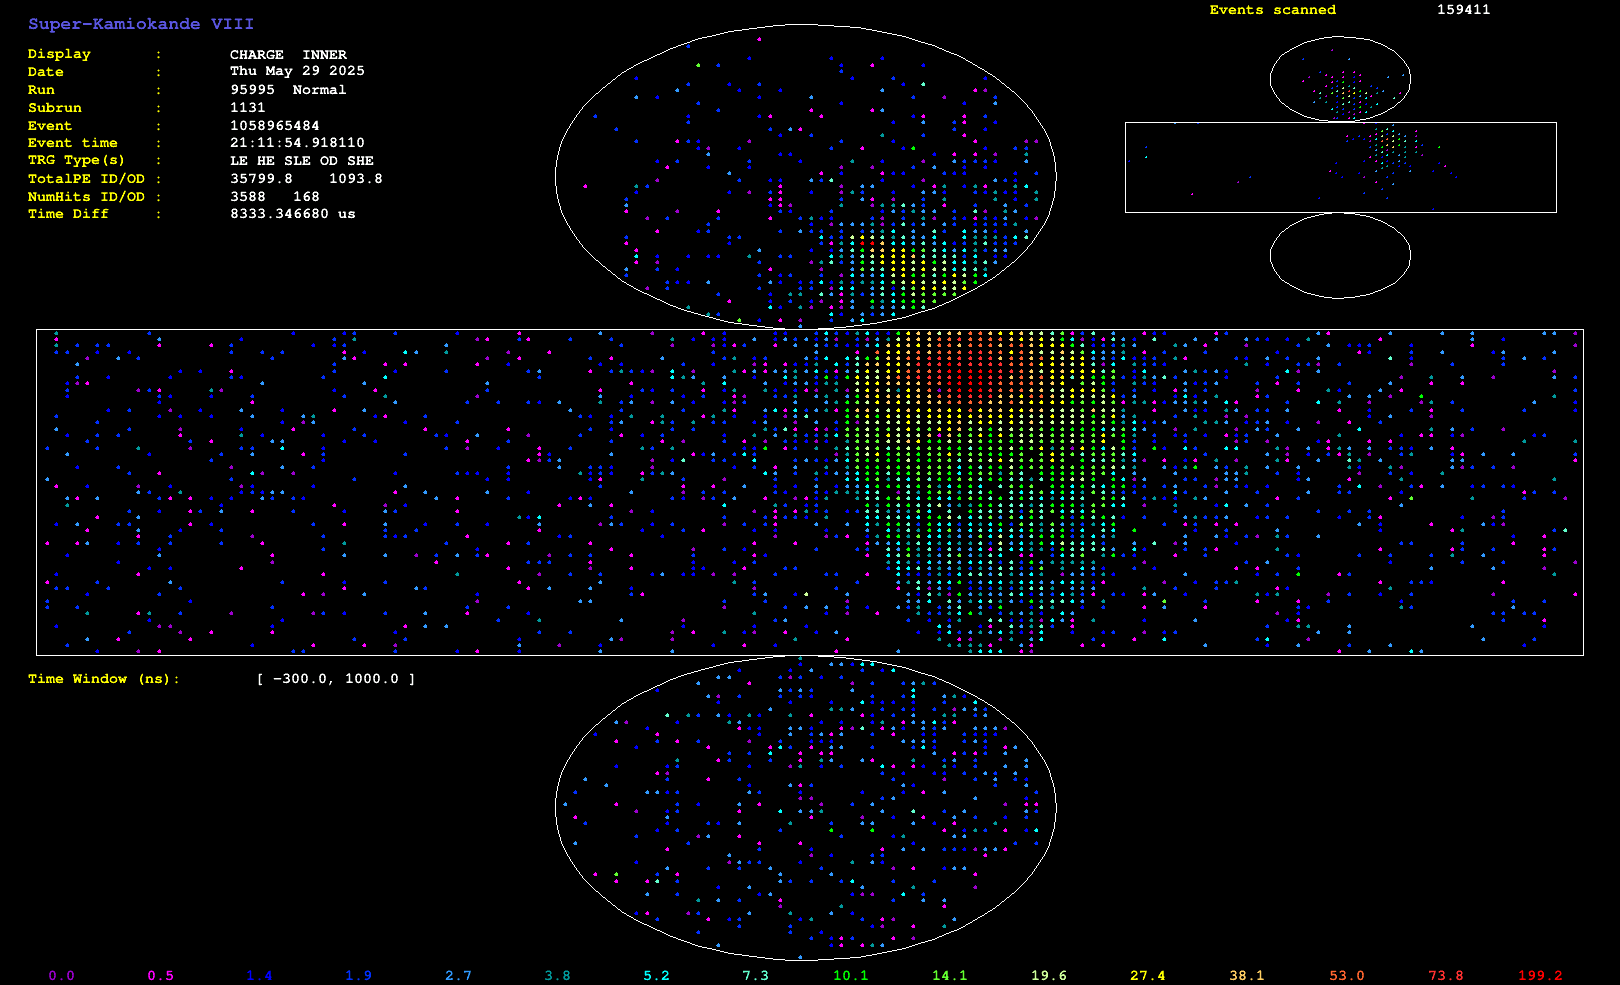 Super-Kamiokande VIII
Events scanned 159411
Display : CHARGE INNER
Date : Thu May 29 2025
Run : 95995 Normal
Subrun : 1131
Event : 1058965484
Event time : 21:11:54.918110
TRG Type(s) : LE HE SLE OD SHE
TotalPE ID/OD : 35799.8 1093.8
NumHits ID/OD : 3588 168
Time Diff : 8333.346680 us
Time Window (ns): [ -300.0, 1000.0 ]
0.0 0.5 1.4 1.9 2.7 3.8 5.2 7.3 10.1 14.1 19.6 27.4 38.1 53.0 73.8 199.2